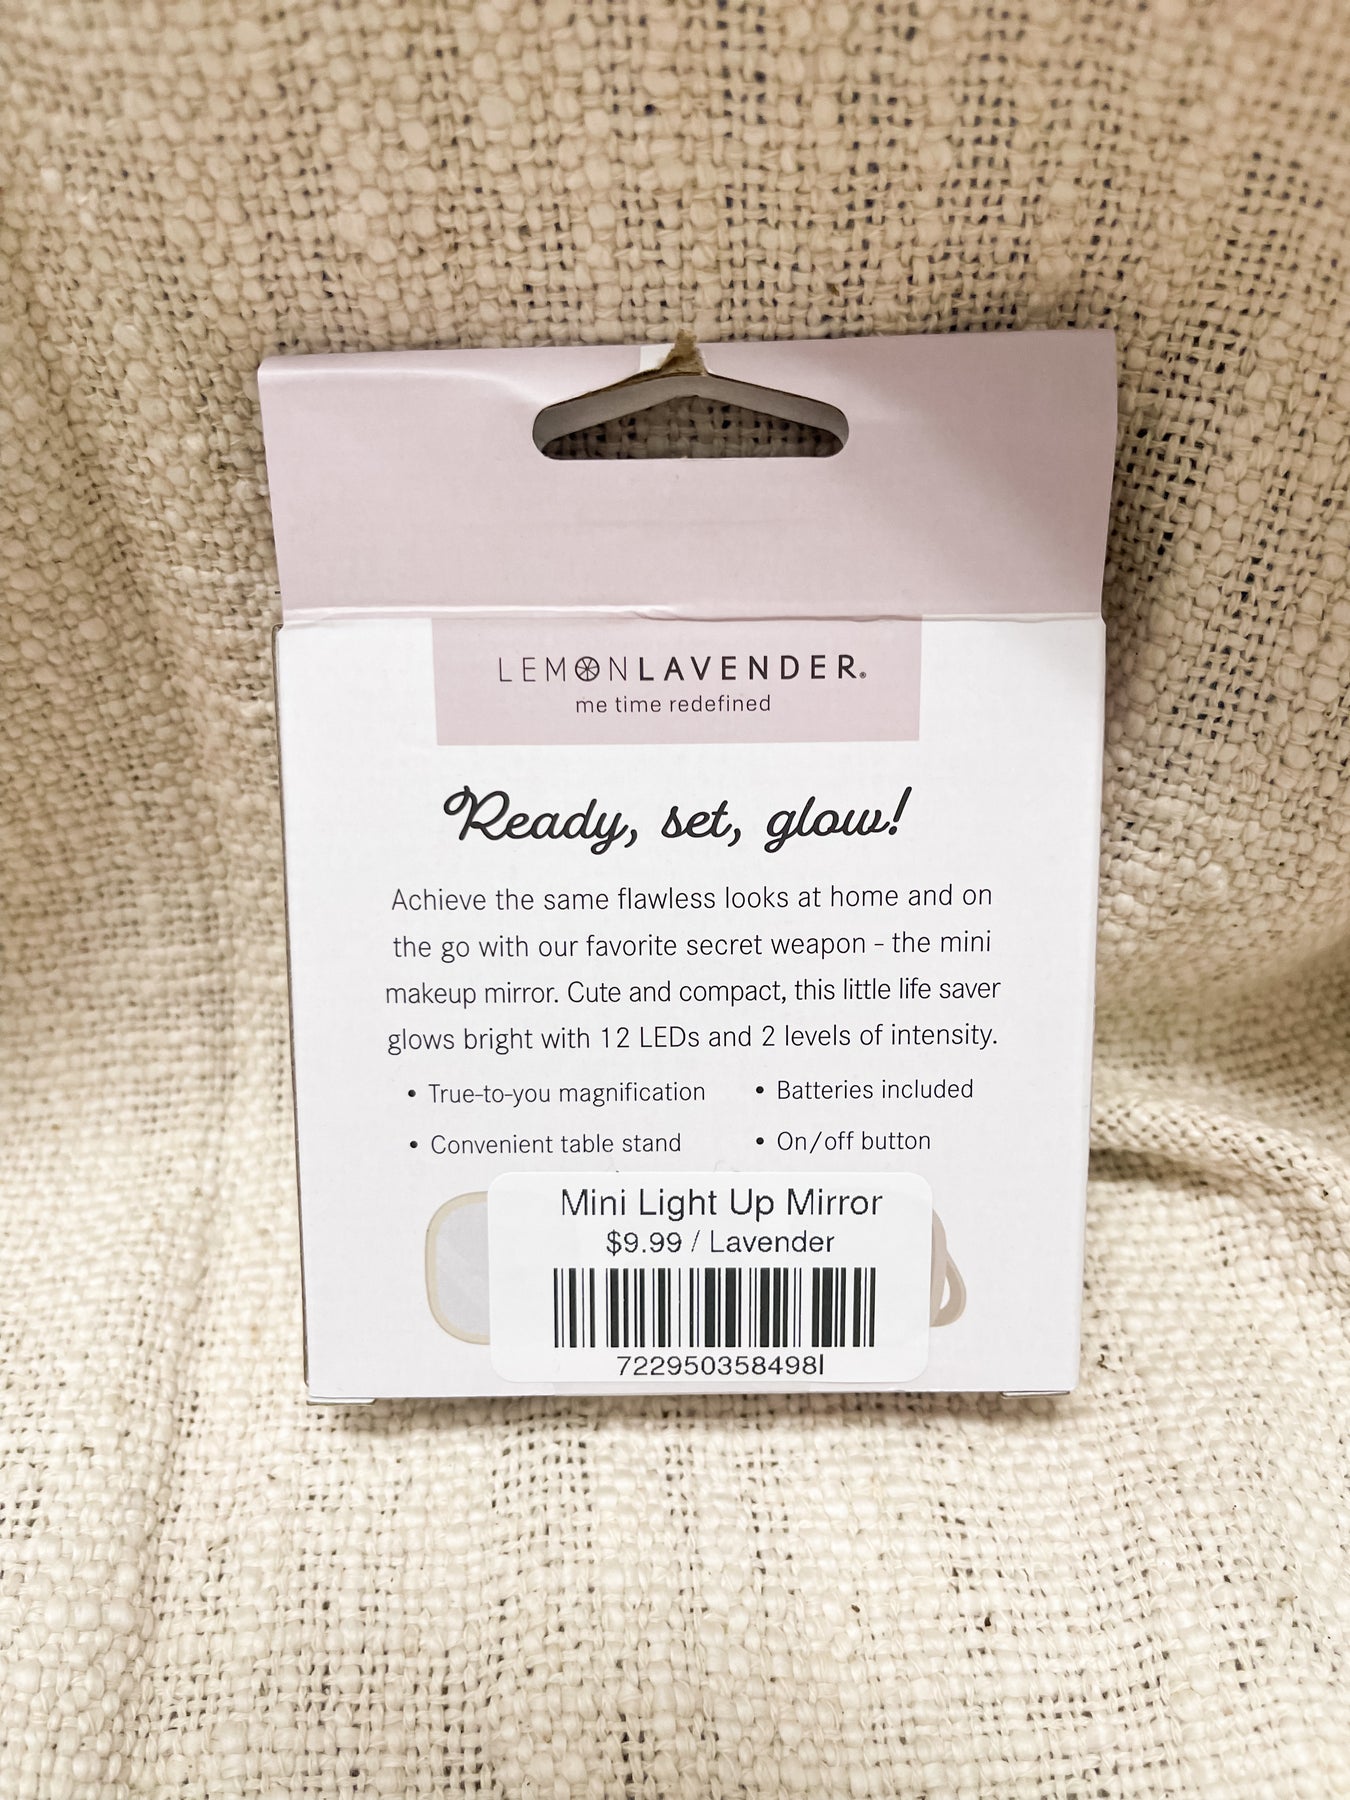 LEMONLAVENDER®
me time redefined
Ready, set, glow!
Achieve the same flawless looks at home and on
the go with our favorite secret weapon - the mini
makeup mirror. Cute and compact, this little life saver
glows bright with 12 LEDs and 2 levels of intensity.
• True-to-you magnification • Batteries included
• Convenient table stand • On/off button
Mini Light Up Mirror
$9.99 / Lavender
722950358498l